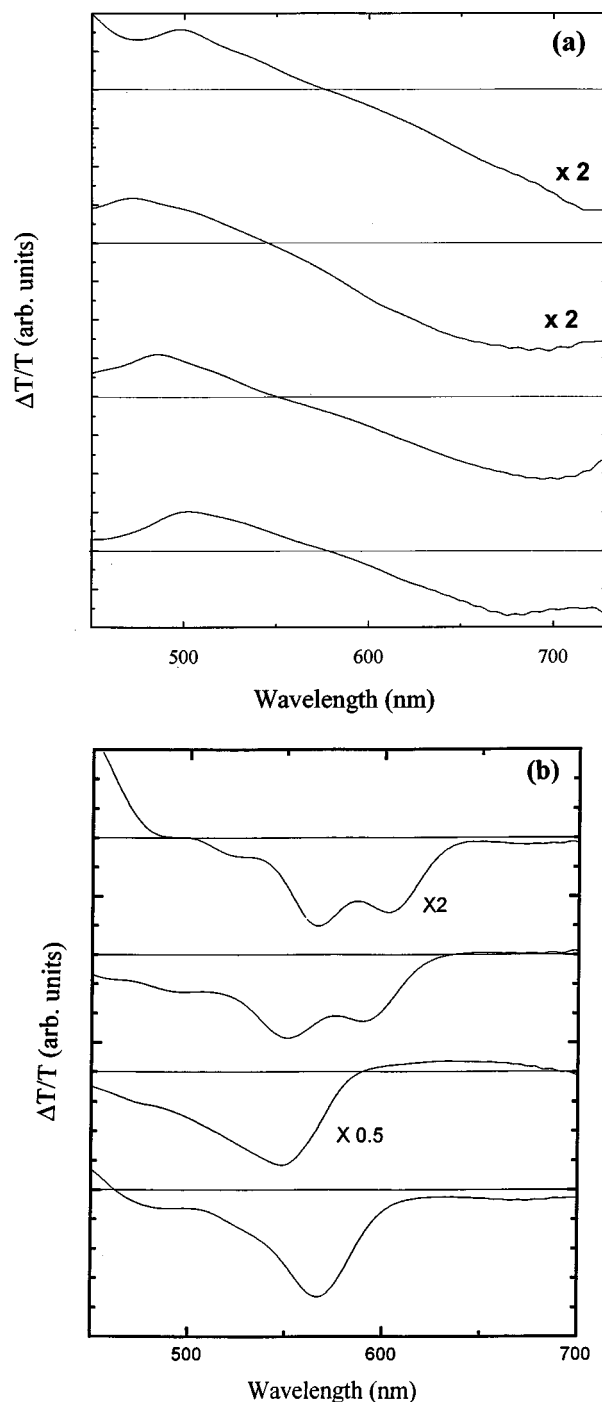 (a)
x 2
x 2
ΔT/T (arb. units)
500 600 700
Wavelength (nm)
(b)
X2
X 0.5
ΔT/T (arb. units)
500 600 700
Wavelength (nm)